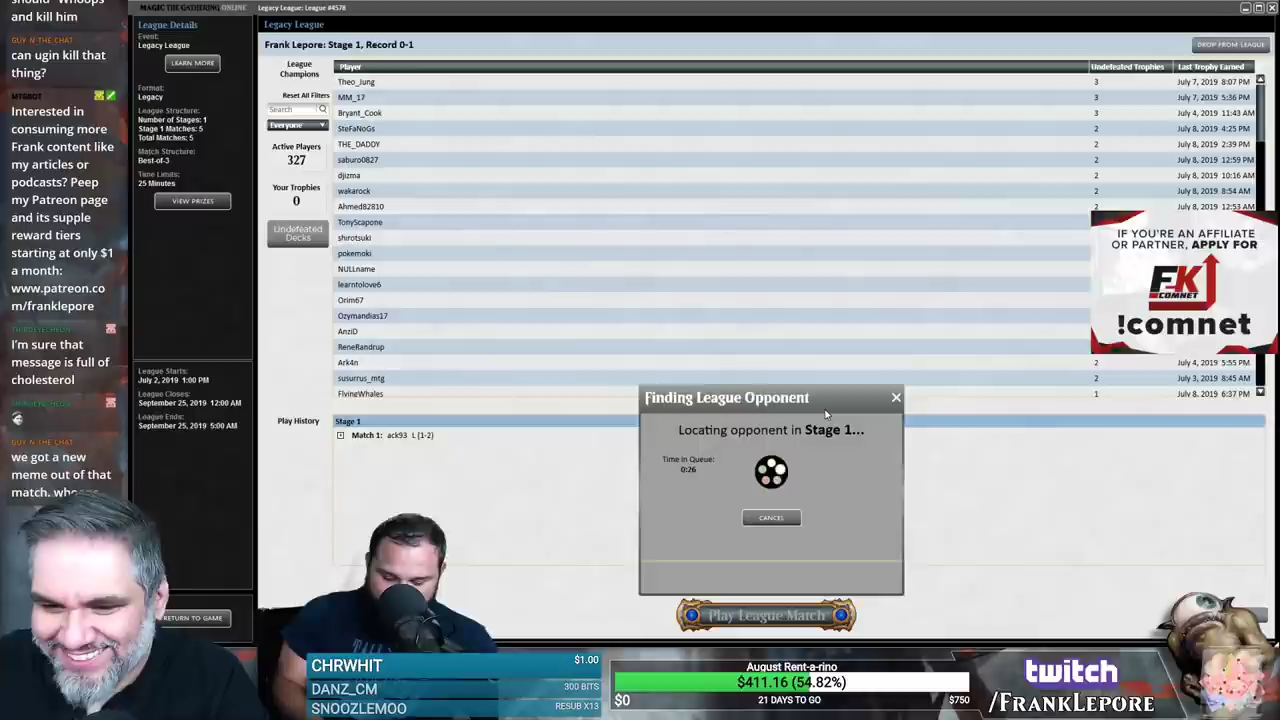 should? Whoops
and kill him
GUY N THE CHAT
can ugin kill that
thing?
MTGBOT
Interested in
consuming more
Frank content like
my articles or
podcasts? Peep
my Patreon page
and its supple
reward tiers
starting at only $1
a month:
www.patreon.co
m/franklepore
THIRDEYECHEON
I'm sure that
message is full of
cholesterol
THIRDEYECHEON
GUY N THE CHAT
we got a new
meme out of that
match.
MAGIC THE GATHERING ONLINE
League Details
Event:
Legacy League
LEARN MORE
Format:
Legacy
League Structure:
Number of Stages: 1
Stage 1 Matches: 5
Total Matches: 5
Match Structure:
Best-of-3
Time Limits:
25 Minutes
VIEW PRIZES
League Starts:
July 2, 2019 1:00 PM
League Closes:
September 25, 2019 12:00 AM
League Ends:
September 25, 2019 5:00 AM
RETURN TO GAME
Legacy League: League #4578
Legacy League
Frank Lepore: Stage 1, Record 0-1
DROP FROM LEAGUE
League
Champions
Reset All Filters
Search
Everyone
Active Players
327
Your Trophies
0
Undefeated
Decks
Player Undefeated Trophies Last Trophy Earned
Theo_Jung 3 July 7, 2019 8:07 PM
MM_17 3 July 7, 2019 5:36 PM
Bryant_Cook 3 July 4, 2019 11:43 AM
SteFaNoGs 2 July 8, 2019 4:25 PM
THE_DADDY 2 July 8, 2019 2:39 PM
saburo0827 2 July 8, 2019 12:59 PM
djizma 2 July 8, 2019 10:16 AM
wakarock 2 July 8, 2019 8:54 AM
Ahmed82810 2 July 8, 2019 12:53 AM
TonyScapone
shirotsuki
pokemoki
NULLname
learntolove6
Orim67
Ozymandias17
AnziD
ReneRandrup
Ark4n 2 July 4, 2019 5:55 PM
susurrus_mtg 2 July 3, 2019 8:45 AM
FlyingWhales 1 July 8, 2019 6:37 PM
IF YOU'RE AN AFFILIATE
OR PARTNER, APPLY FOR
FK
COMNET
!comnet
Play History
Stage 1
Match 1: ack93 L (1-2)
Finding League Opponent
Locating opponent in Stage 1...
Time in Queue:
0:26
CANCEL
Play League Match
CHRWHIT $1.00
DANZ_CM 300 BITS
SNOOZLEMOO RESUB X13
August Rent-a-rino
$411.16 (54.82%)
$0 21 DAYS TO GO $750
twitch
/FRANKLEPORE